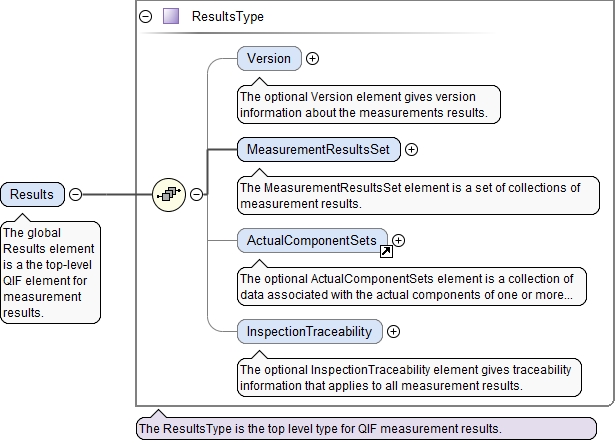 ResultsType
Version
The optional Version element gives version
information about the measurements results.
MeasurementResultsSet
The MeasurementResultsSet element is a set of collections of
measurement results.
Results
The global
Results element
is a the top-level
QIF element for
measurement
results.
ActualComponentSets
The optional ActualComponentSets element is a collection of
data associated with the actual components of one or more...
InspectionTraceability
The optional InspectionTraceability element gives traceability
information that applies to all measurement results.
The ResultsType is the top level type for QIF measurement results.